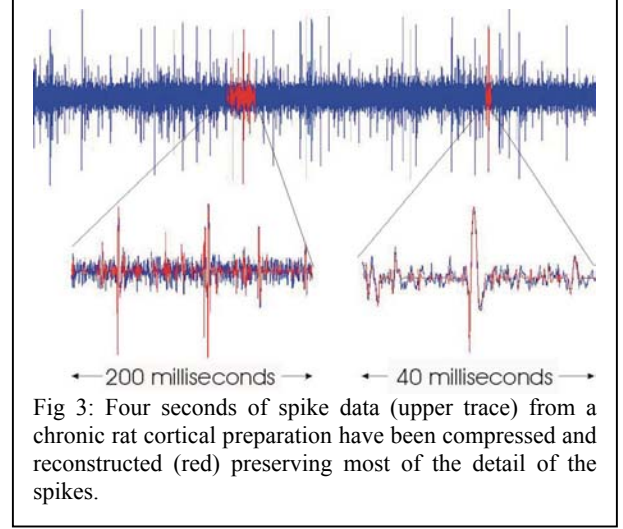 200 milliseconds
40 milliseconds
Fig 3: Four seconds of spike data (upper trace) from a
chronic rat cortical preparation have been compressed and
reconstructed (red) preserving most of the detail of the
spikes.